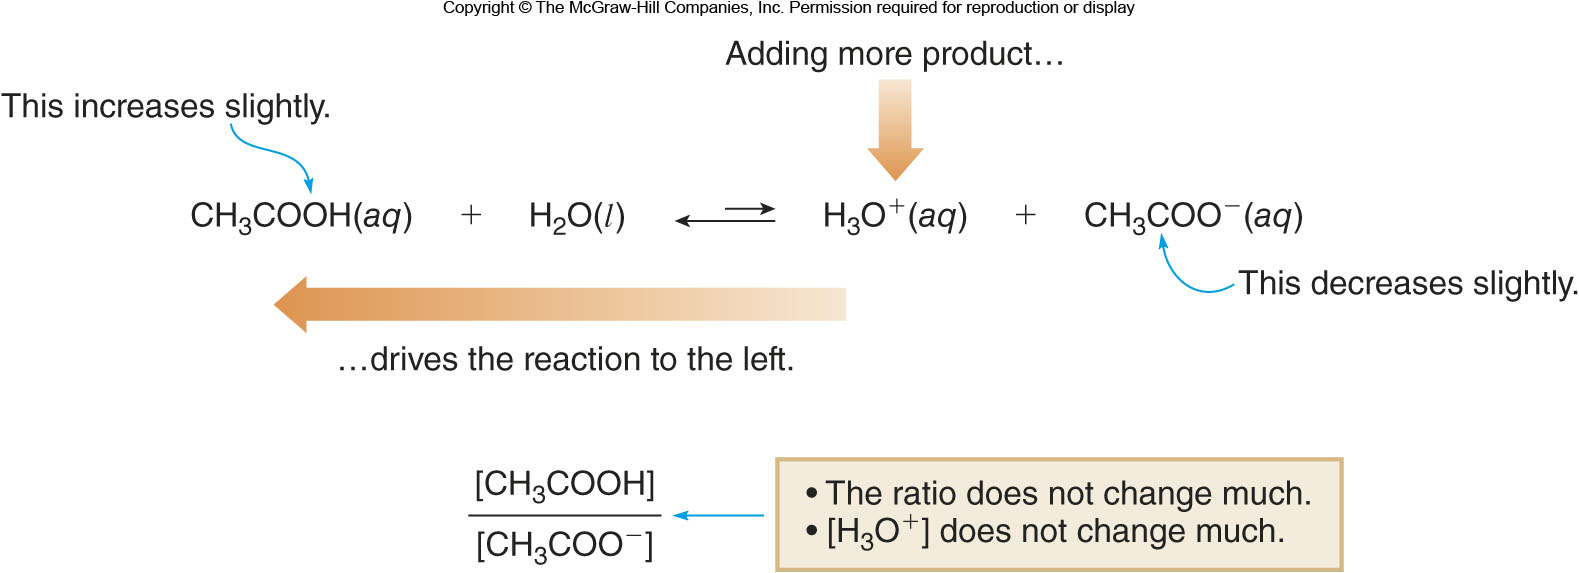 Copyright © The McGraw-Hill Companies, Inc. Permission required for reproduction or display
Adding more product…
This increases slightly.
CH₃COOH(aq) + H₂O(l) ⇌ H₃O⁺(aq) + CH₃COO⁻(aq)
This decreases slightly.
…drives the reaction to the left.
[CH₃COOH]
[CH₃COO⁻]
• The ratio does not change much.
• [H₃O⁺] does not change much.